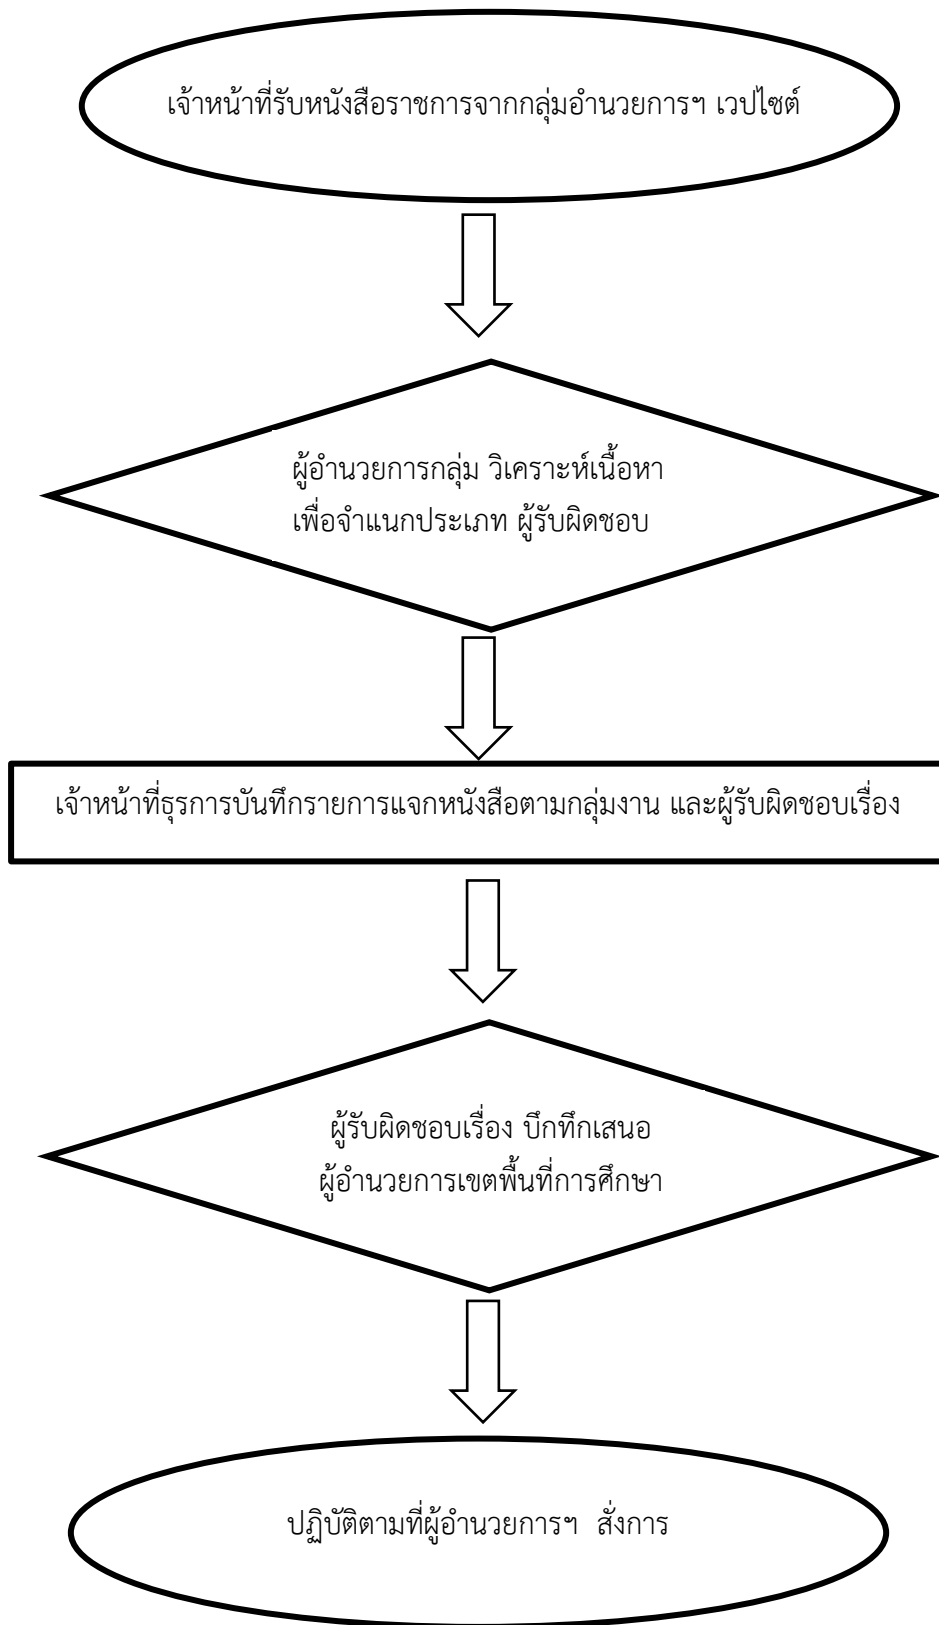 เจ้าหน้าที่รับหนังสือราชการจากกลุ่มอำนวยการฯ เวปไซต์
ผู้อำนวยการกลุ่ม วิเคราะห์เนื้อหา
เพื่อจำแนกประเภท ผู้รับผิดชอบ
เจ้าหน้าที่ธุรการบันทึกรายการแจกหนังสือตามกลุ่มงาน และผู้รับผิดชอบเรื่อง
ผู้รับผิดชอบเรื่อง บึกทึกเสนอ
ผู้อำนวยการเขตพื้นที่การศึกษา
ปฏิบัติตามที่ผู้อำนวยการฯ สั่งการ